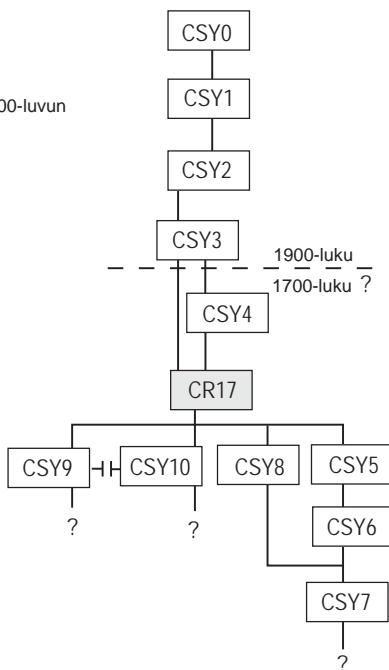 CSY0
CSY1
00-luvun
CSY2
CSY3
1900-luku
1700-luku ?
CSY4
CR17
CSY9
CSY10
CSY8
CSY5
?
?
CSY6
CSY7
?